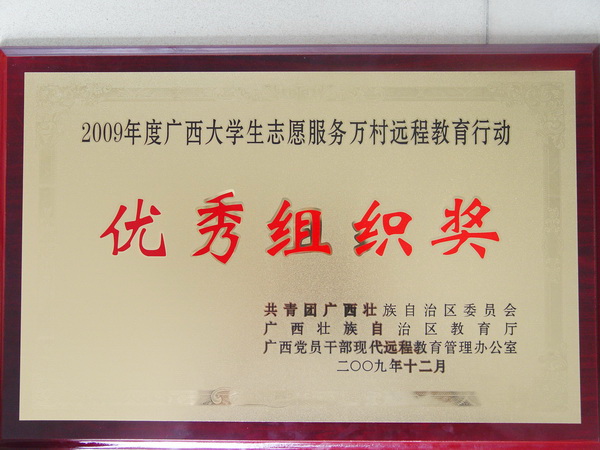 2009年度广西大学生志愿服务万村远程教育行动
优秀组织奖
共青团广西壮族自治区委员会
广西壮族自治区教育厅
广西党员干部现代远程教育管理办公室
二〇〇九年十二月